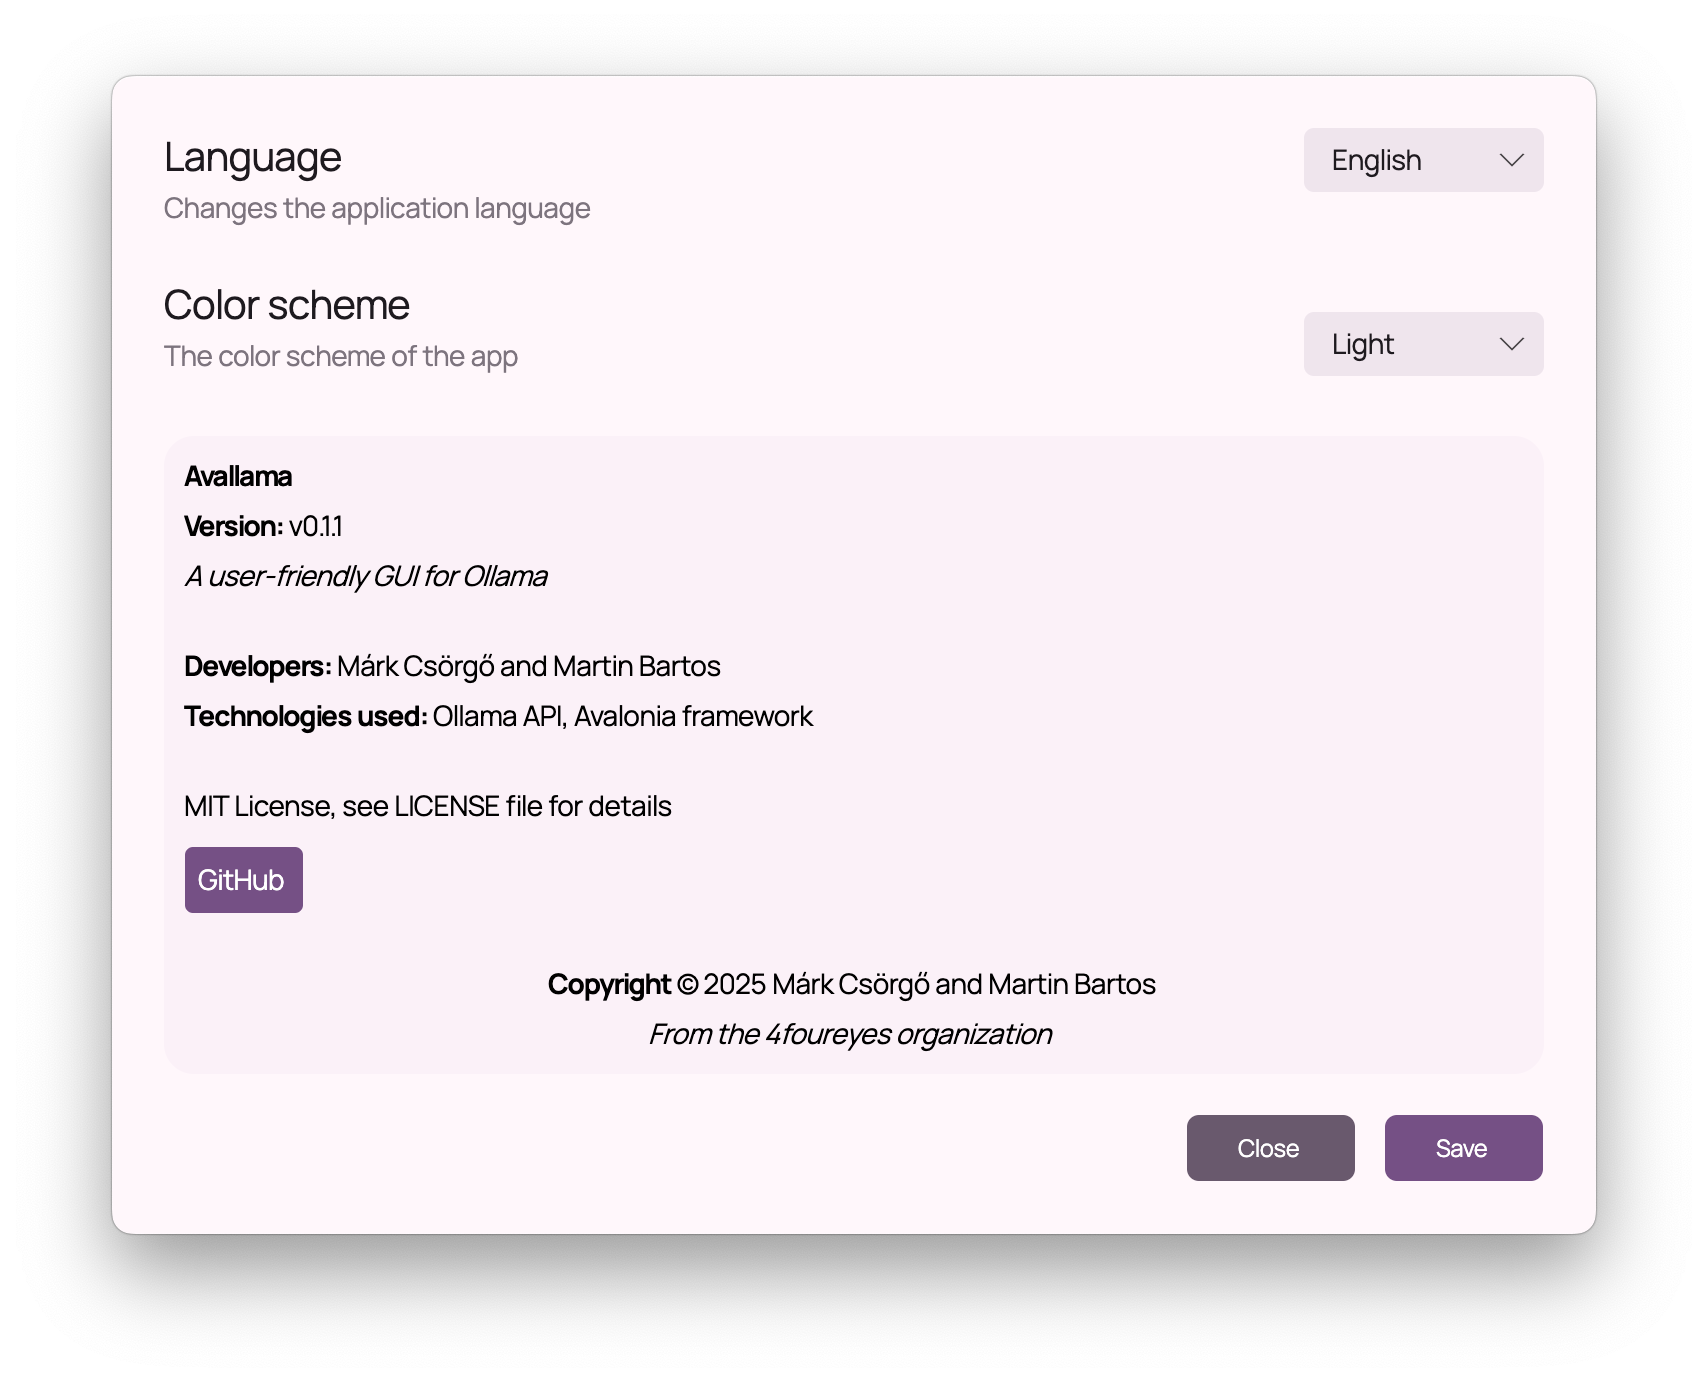 Language
English
Changes the application language
Color scheme
The color scheme of the app
Light
Avallama
Version: v0.1.1
A user-friendly GUI for Ollama
Developers: Márk Csörgő and Martin Bartos
Technologies used: Ollama API, Avalonia framework
MIT License, see LICENSE file for details
GitHub
Copyright © 2025 Márk Csörgő and Martin Bartos
From the 4foureyes organization
Close
Save